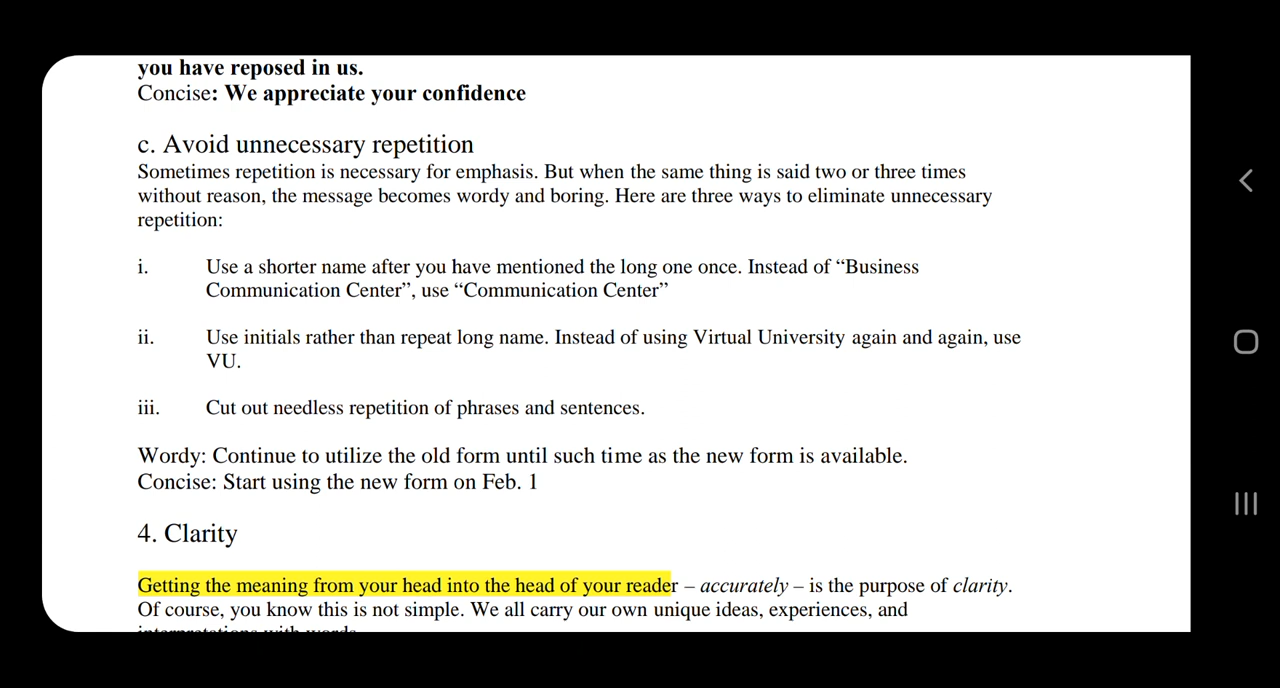 you have reposed in us.
Concise: We appreciate your confidence
c. Avoid unnecessary repetition
Sometimes repetition is necessary for emphasis. But when the same thing is said two or three times
without reason, the message becomes wordy and boring. Here are three ways to eliminate unnecessary
repetition:
i. Use a shorter name after you have mentioned the long one once. Instead of “Business
Communication Center”, use “Communication Center”
ii. Use initials rather than repeat long name. Instead of using Virtual University again and again, use
VU.
iii. Cut out needless repetition of phrases and sentences.
Wordy: Continue to utilize the old form until such time as the new form is available.
Concise: Start using the new form on Feb. 1
4. Clarity
Getting the meaning from your head into the head of your reader – accurately – is the purpose of clarity.
Of course, you know this is not simple. We all carry our own unique ideas, experiences, and
interpretations with words